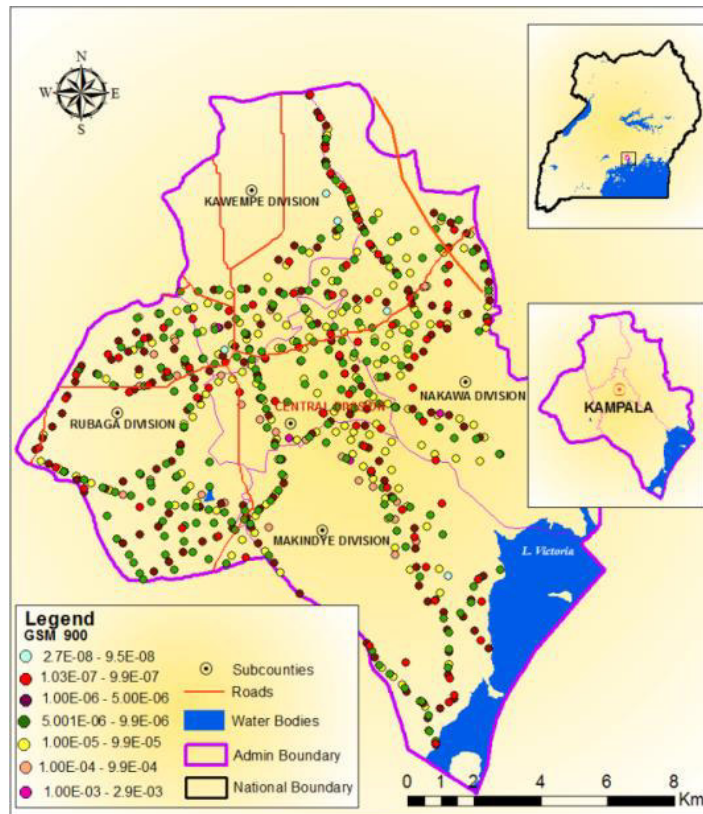 N
W E
S
KAWEMPE DIVISION
NAKAWA DIVISION
CENTRAL DIVISION
RUBAGA DIVISION
MAKINDYE DIVISION
L. Victoria
KAMPALA
Legend
GSM 900
2.7E-08 - 9.5E-08
1.03E-07 - 9.9E-07
1.00E-06 - 5.00E-06
5.001E-06 - 9.9E-06
1.00E-05 - 9.9E-05
1.00E-04 - 9.9E-04
1.00E-03 - 2.9E-03
Subcounties
Roads
Water Bodies
Admin Boundary
National Boundary
0 1 2 4 6 8
Km